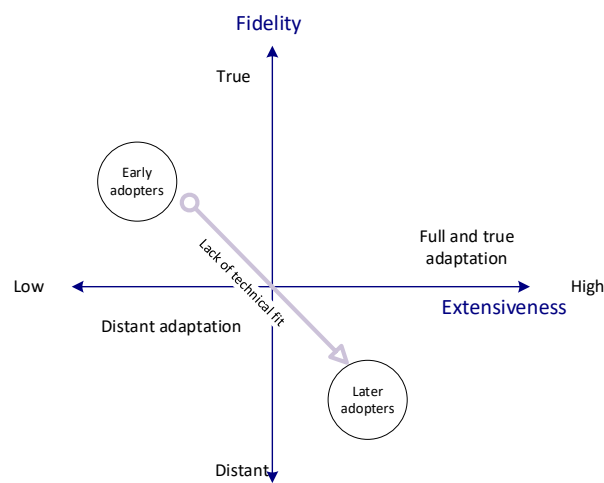 Fidelity
True
Early
adopters
Lack of technical fit
Full and true
adaptation
Low
High
Extensiveness
Distant adaptation
Later
adopters
Distant